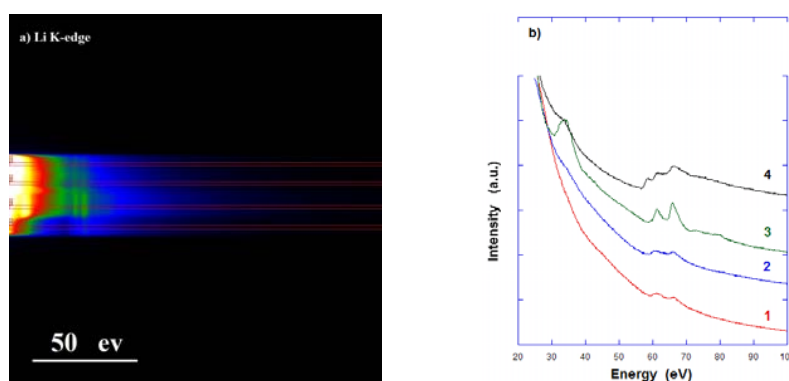 a) Li K-edge
50 ev
b)
Intensity (a.u.)
4
3
2
1
20 30 40 50 60 70 80 90 100
Energy (eV)